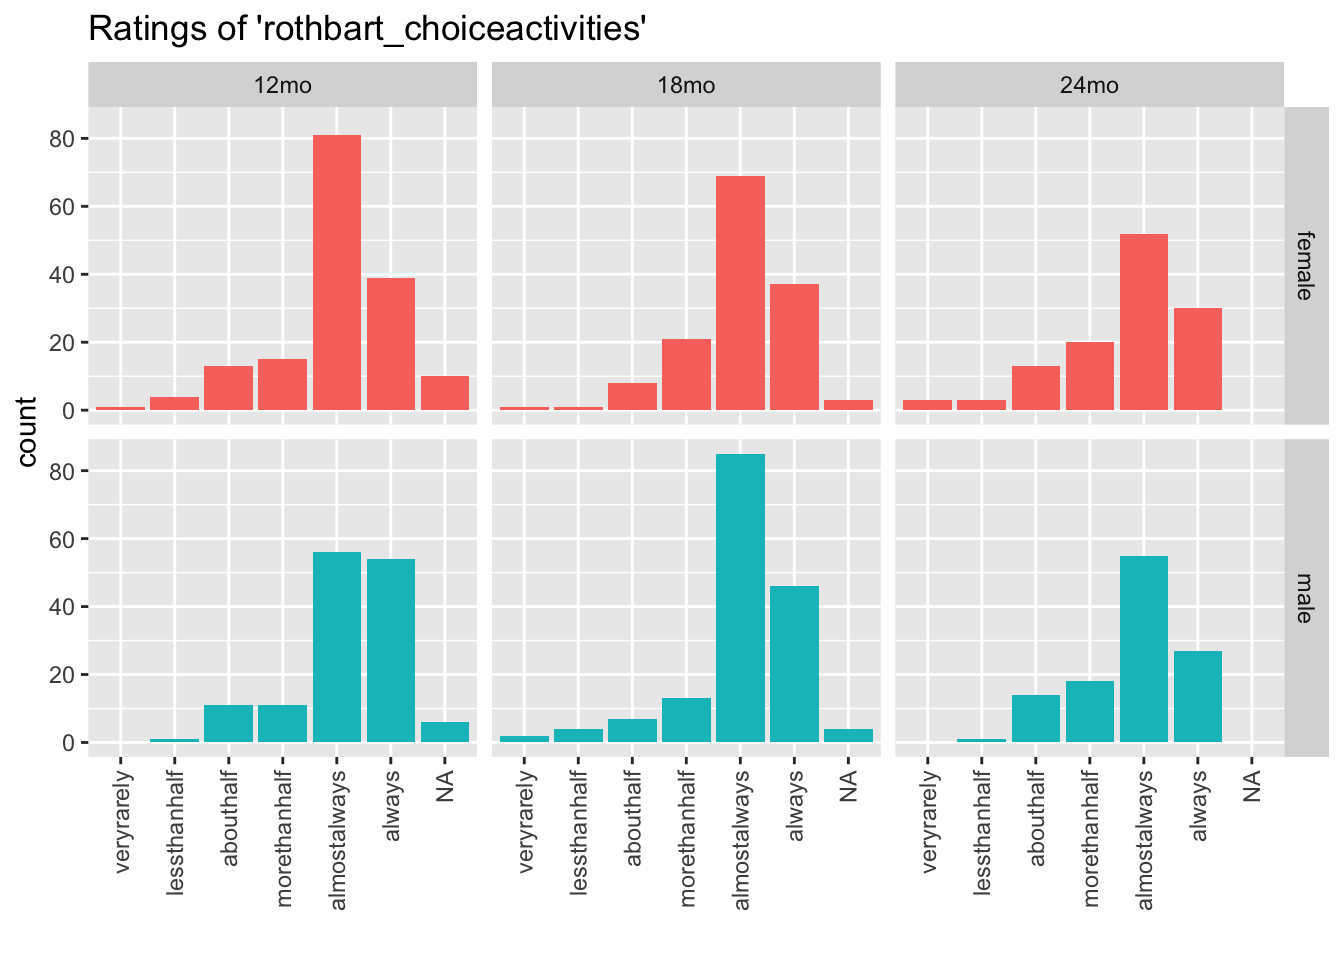 Ratings of 'rothbart_choiceactivities'
12mo 18mo 24mo
80
60
40
20
0
female
count
80
60
40
20
0
male
veryrarely lessthanhalf abouthalf morethanhalf almostalways always NA veryrarely lessthanhalf abouthalf morethanhalf almostalways always NA veryrarely lessthanhalf abouthalf morethanhalf almostalways always NA